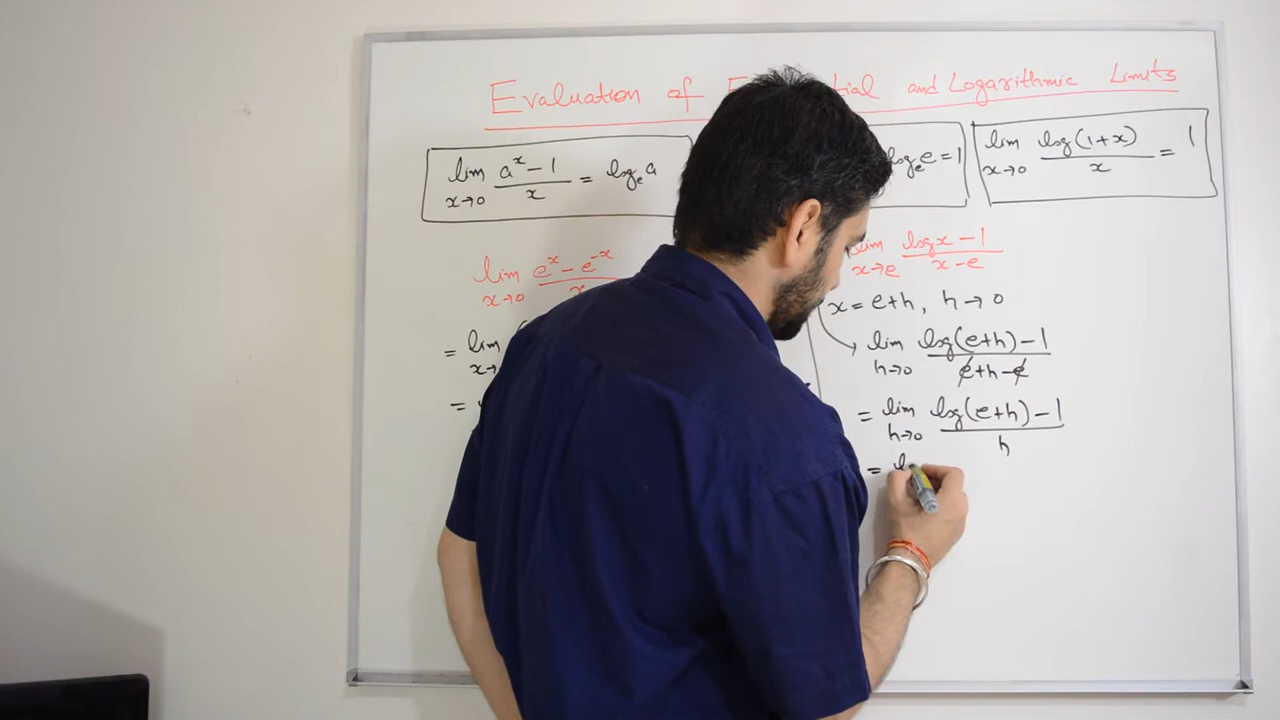 Evaluation of and Logarithmic Limits
lim x→0 (a^x − 1)/x = log_e a
log_e e = 1
lim x→0 log(1+x)/x = 1
lim x→0 (e^x − e^−x)/x
= lim x→
=
lim x→e (log x − 1)/(x − e)
x = e+h, h→0
lim h→0 (log(e+h) − 1)/(e+h−e)
= lim h→0 (log(e+h) − 1)/h
=